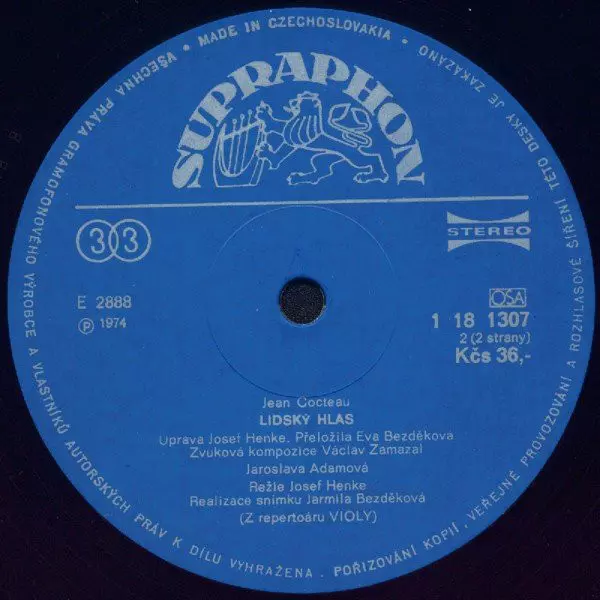 VŠECHNA PRÁVA GRAMOFONOVÉHO VÝROBCE A VLASTNÍKŮ AUTORSKÝCH PRÁV K DÍLU VYHRAŽENA. POŘIZOVÁNÍ KOPIÍ, VEŘEJNÉ PROVOZOVÁNÍ A ROZHLASOVÉ ŠÍŘENÍ TÉTO DESKY JE ZAKÁZÁNO • MADE IN CZECHOSLOVAKIA •
SUPRAPHON
33
STEREO
E 2888
OSA
℗ 1974
1 18 1307
2 (2 strany)
Kčs 36,-
Jean Cocteau
LIDSKÝ HLAS
Úprava Josef Henke. Přeložila Eva Bezděková
Zvuková kompozice Václav Zamazal
Jaroslava Adamová
Režie Josef Henke
Realizace snímku Jarmila Bezděková
(Z repertoáru VIOLY)